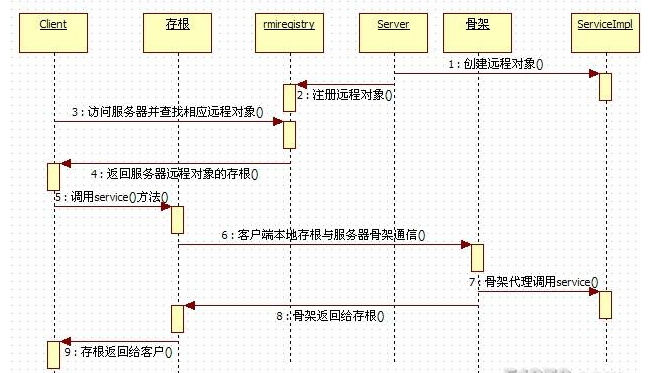 Client
存根
rmiregistry
Server
骨架
ServiceImpl
1 : 创建远程对象()
2 : 注册远程对象()
3 : 访问服务器并查找相应远程对象()
4 : 返回服务器远程对象的存根()
5 : 调用service()方法()
6 : 客户端本地存根与服务器骨架通信()
7 : 骨架代理调用service()
8 : 骨架返回给存根()
9 : 存根返回给客户()